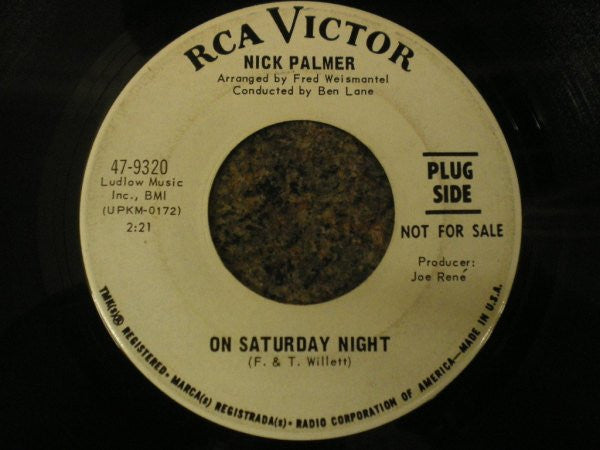 RCA VICTOR
NICK PALMER
Arranged by Fred Weismantel
Conducted by Ben Lane
47-9320
Ludlow Music
Inc., BMI
(UPKM-0172)
2:21
PLUG
SIDE
NOT FOR SALE
Producer:
Joe René
ON SATURDAY NIGHT
(F. & T. Willett)
TMK(s)® REGISTERED • MARCA(s) REGISTRADA(s) • RADIO CORPORATION OF AMERICA—MADE IN U.S.A.